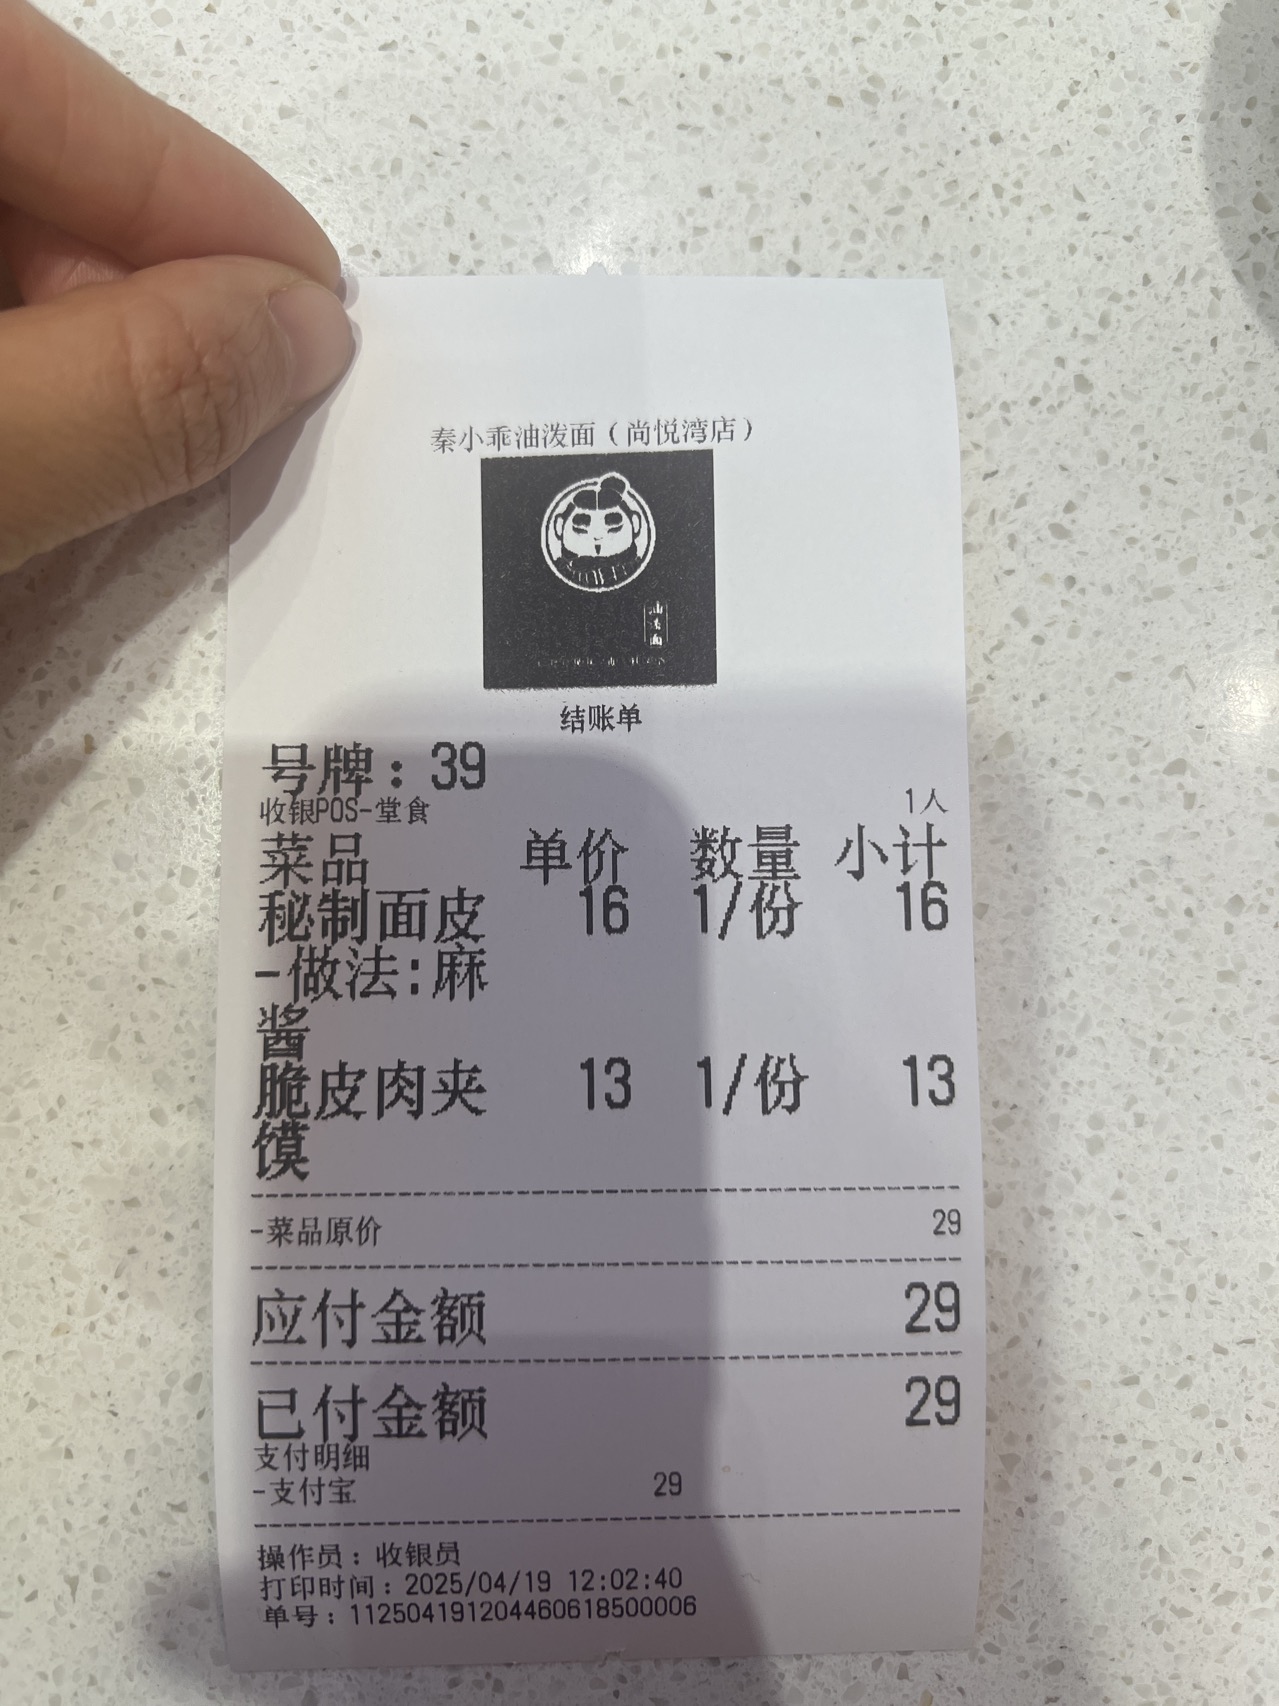 秦小乖油泼面（尚悦湾店）
油泼面
结账单
号牌：39
收银POS-堂食 1人
菜品 单价 数量 小计
秘制面皮 16 1/份 16
-做法:麻
酱
脆皮肉夹 13 1/份 13
馍
-菜品原价 29
应付金额 29
已付金额 29
支付明细
-支付宝 29
操作员：收银员
打印时间：2025/04/19 12:02:40
单号：112504191204460618500006